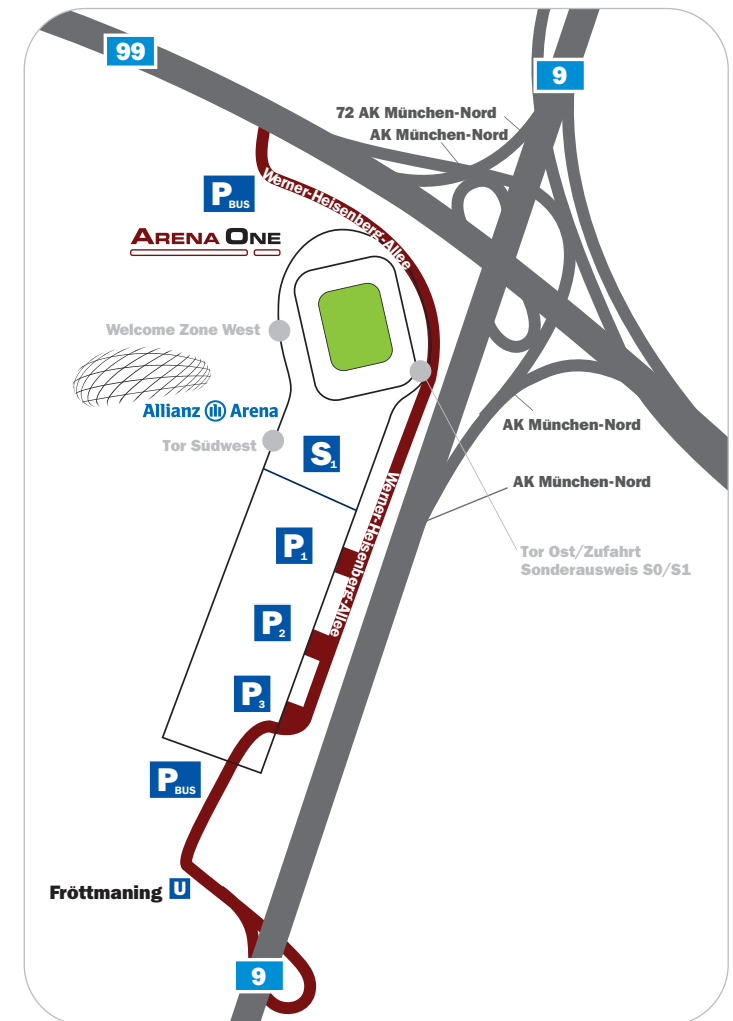 99
9
72 AK München-Nord
AK München-Nord
P BUS
Werner-Heisenberg-Allee
ARENA ONE
Welcome Zone West
Allianz Arena
Tor Südwest
S1
AK München-Nord
AK München-Nord
Werner-Heisenberg-Allee
P1
Tor Ost/Zufahrt
Sonderausweis S0/S1
P2
P3
P BUS
Fröttmaning U
9